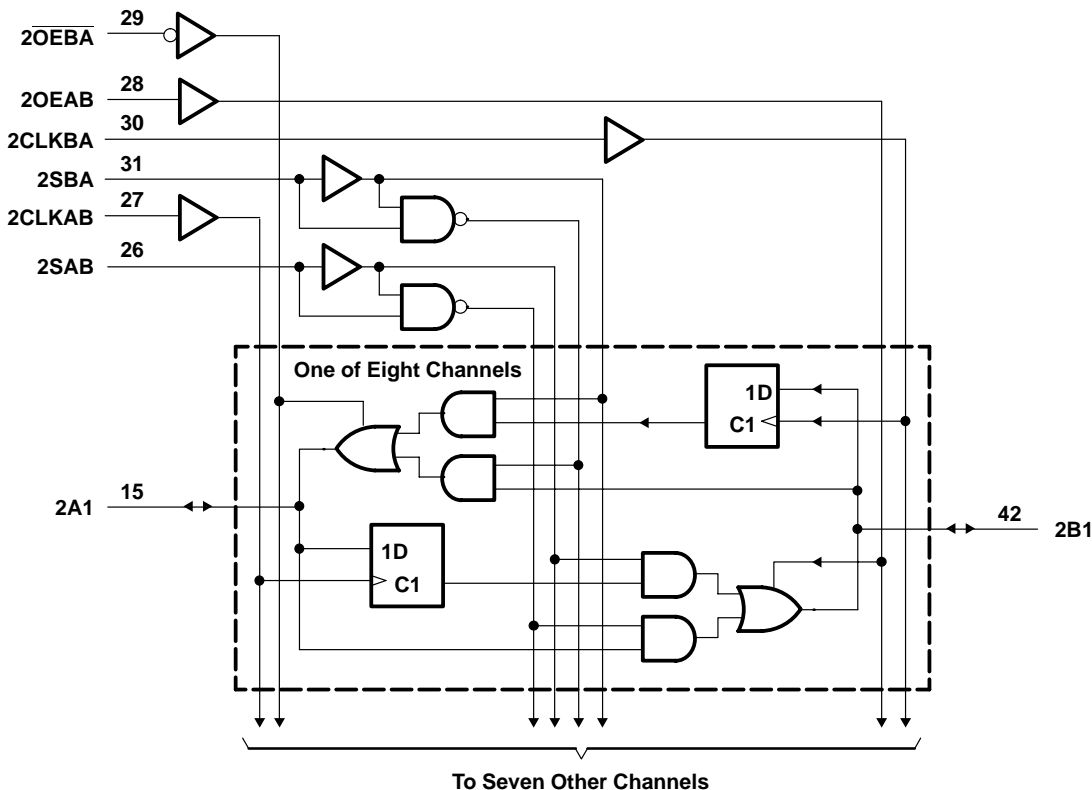 29
2O̅E̅B̅A̅
28
2OEAB
30
2CLKBA
31
2SBA
27
2CLKAB
26
2SAB
One of Eight Channels
1D
C1
15
2A1
42
2B1
1D
C1
To Seven Other Channels